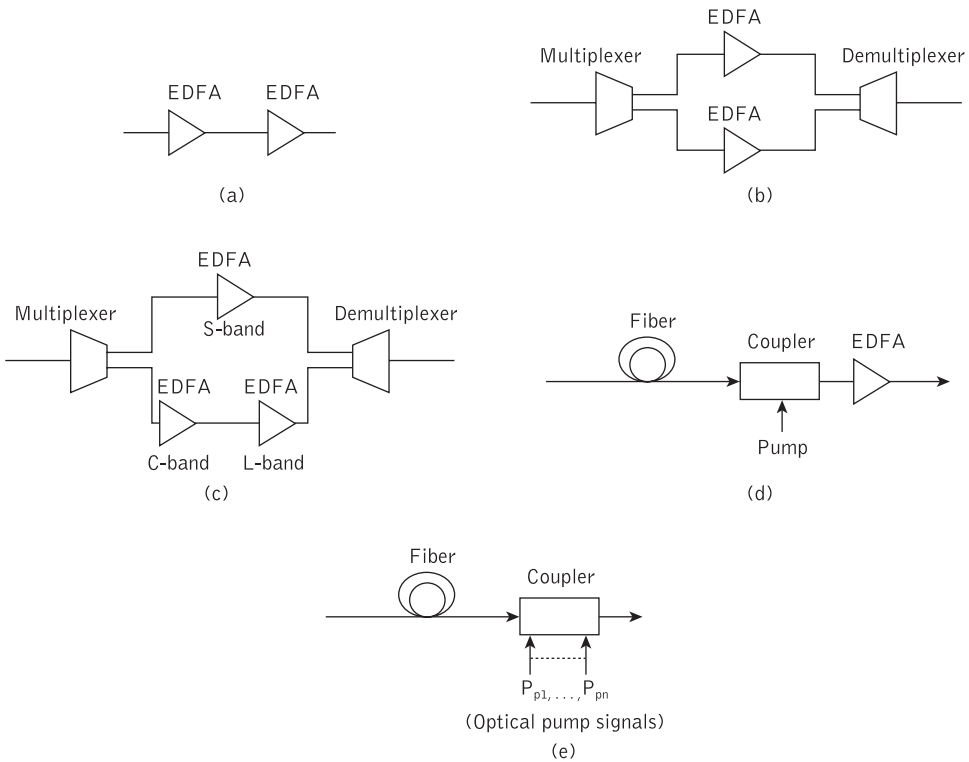 EDFA EDFA
(a)
EDFA
Multiplexer Demultiplexer
EDFA
(b)
EDFA
Multiplexer Demultiplexer
S-band
EDFA EDFA
C-band L-band
(c)
Fiber
Coupler EDFA
Pump
(d)
Fiber
Coupler
Pp1,...,Ppn
(Optical pump signals)
(e)